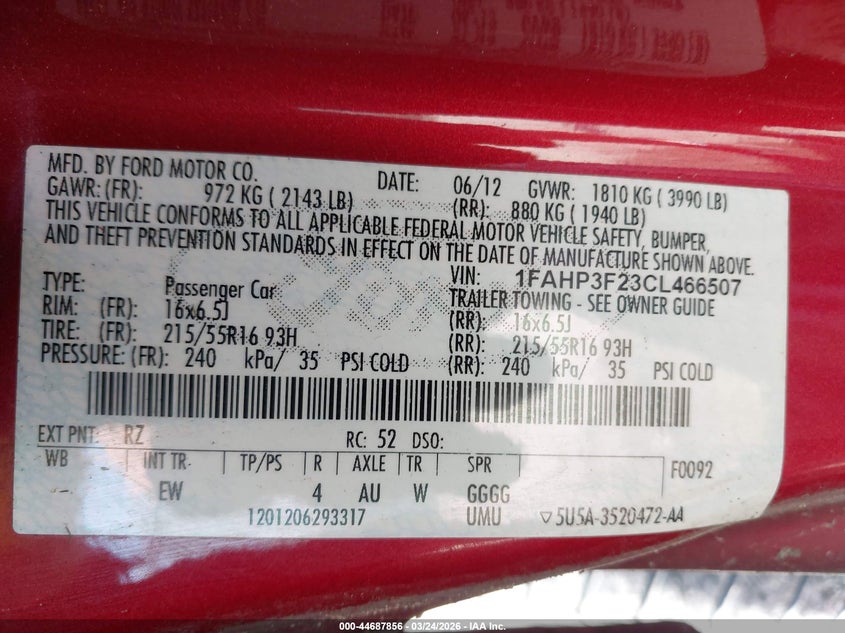 MFD. BY FORD MOTOR CO. DATE: 06/12 GVWR: 1810 KG ( 3990 LB)
GAWR: (FR): 972 KG ( 2143 LB) (RR): 880 KG ( 1940 LB)
THIS VEHICLE CONFORMS TO ALL APPLICABLE FEDERAL MOTOR VEHICLE SAFETY, BUMPER,
AND THEFT PREVENTION STANDARDS IN EFFECT ON THE DATE OF MANUFACTURE SHOWN ABOVE.
VIN: 1FAHP3F23CL466507
TYPE: Passenger Car TRAILER TOWING - SEE OWNER GUIDE
RIM: (FR): 16x6.5J (RR): 16x6.5J
TIRE: (FR): 215/55R16 93H (RR): 215/55R16 93H
PRESSURE: (FR): 240 kPa/ 35 PSI COLD (RR): 240 kPa/ 35 PSI COLD
EXT PNT: RZ RC: 52 DSO:
WB INT TR TP/PS R AXLE TR SPR F0092
EW 4 AU W GGGG
1201206293317 UMU ▽5U5A-3520472-AA
000-44687856 - 03/24/2026 - IAA Inc.